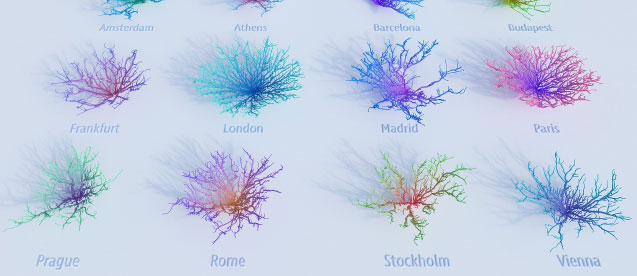 Amsterdam Athens Barcelona Budapest
Frankfurt London Madrid Paris
Prague Rome Stockholm Vienna